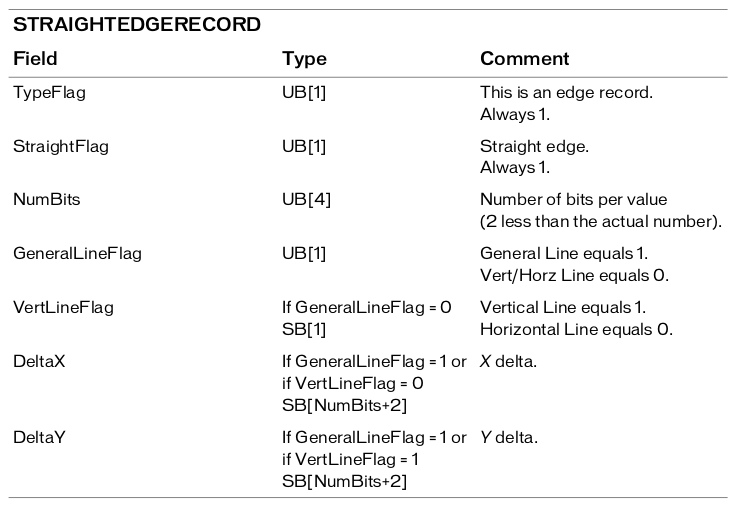 STRAIGHTEDGERECORD
Field Type Comment
TypeFlag UB[1] This is an edge record.
Always 1.
StraightFlag UB[1] Straight edge.
Always 1.
NumBits UB[4] Number of bits per value
(2 less than the actual number).
GeneralLineFlag UB[1] General Line equals 1.
Vert/Horz Line equals 0.
VertLineFlag If GeneralLineFlag = 0 Vertical Line equals 1.
SB[1] Horizontal Line equals 0.
DeltaX If GeneralLineFlag = 1 or X delta.
if VertLineFlag = 0
SB[NumBits+2]
DeltaY If GeneralLineFlag = 1 or Y delta.
if VertLineFlag = 1
SB[NumBits+2]